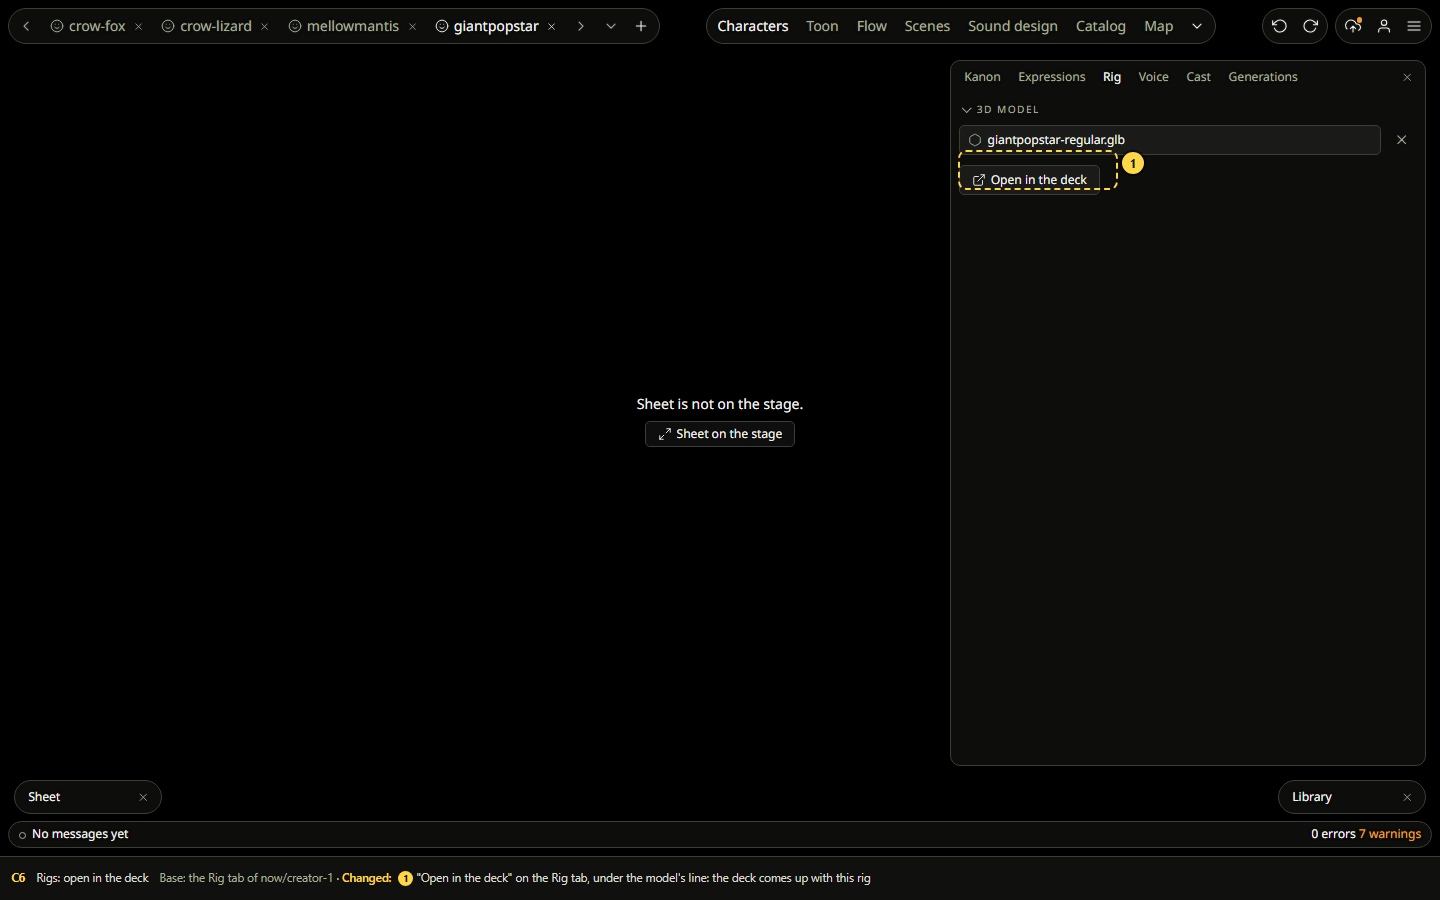 crow-fox crow-lizard mellowmantis giantpopstar
Characters Toon Flow Scenes Sound design Catalog Map
Kanon Expressions Rig Voice Cast Generations
3D MODEL
giantpopstar-regular.glb
1
Open in the deck
Sheet is not on the stage.
Sheet on the stage
Sheet
Library
No messages yet
0 errors 7 warnings
C6 Rigs: open in the deck Base: the Rig tab of now/creator-1 · Changed: 1 "Open in the deck" on the Rig tab, under the model's line: the deck comes up with this rig